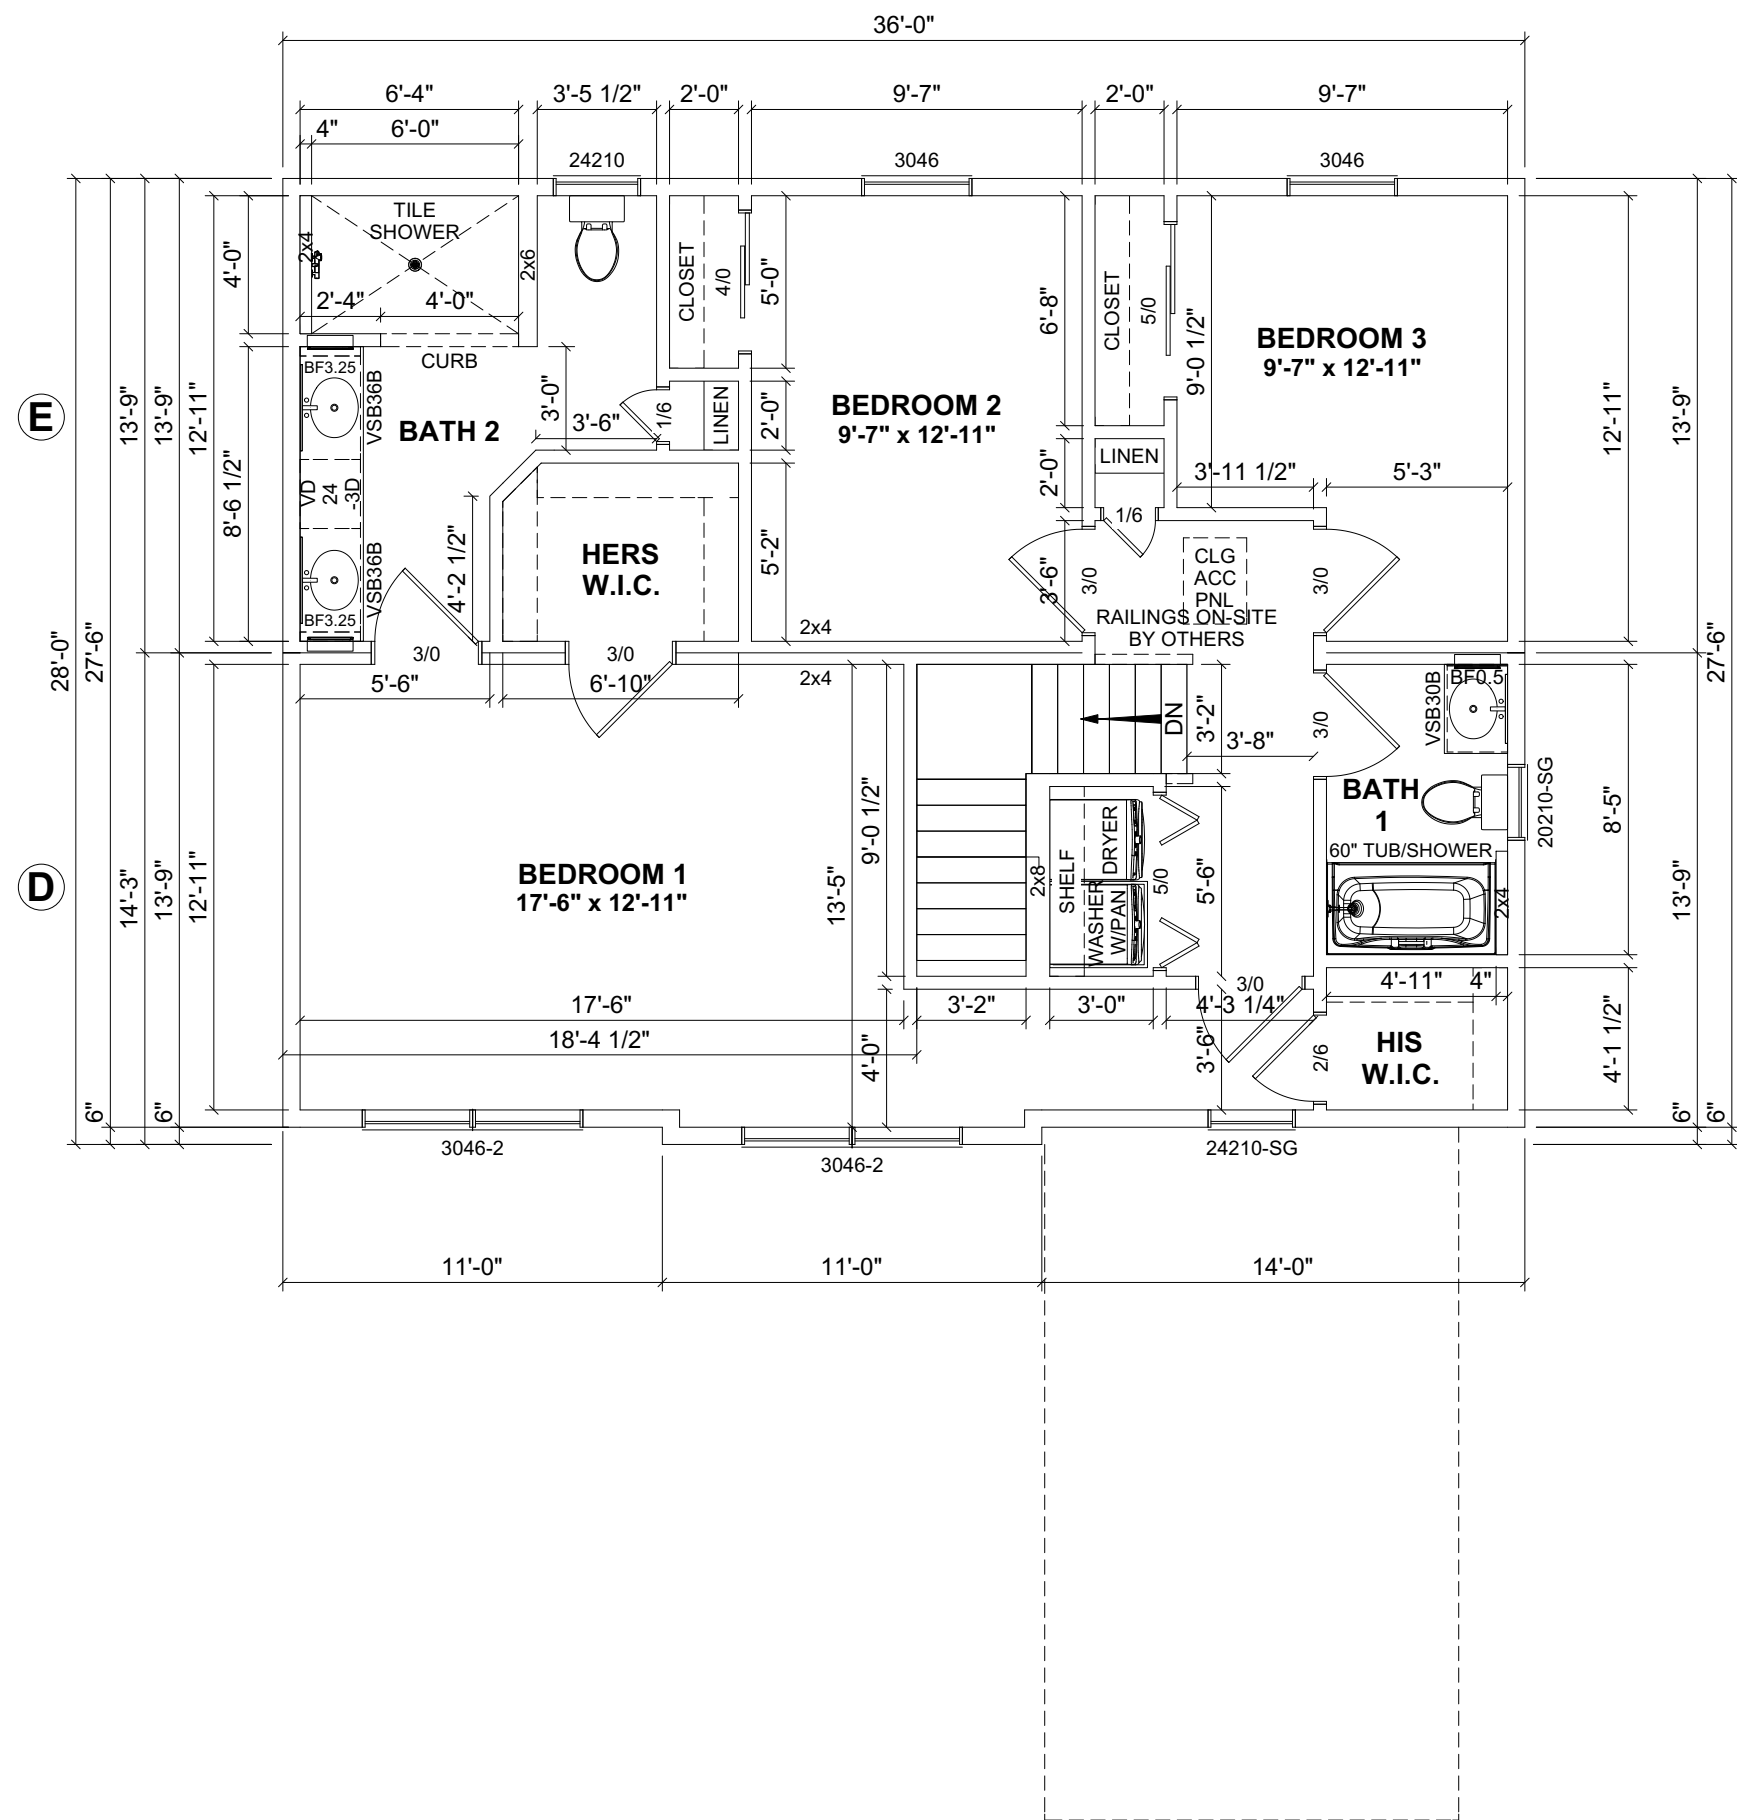 36'-0"
6'-4"
3'-5 1/2"
2'-0"
9'-7"
2'-0"
9'-7"
4"
6'-0"
24210
3046
3046
TILE
SHOWER
2x4
2x6
4'-0"
2'-4"
4'-0"
CURB
CLOSET
4/0
5'-0"
6'-8"
CLOSET
5/0
9'-0 1/2"
BEDROOM 3
9'-7" x 12'-11"
BF3.25
VSB36B
BATH 2
3'-0"
3'-6"
1/6
LINEN
2'-0"
BEDROOM 2
9'-7" x 12'-11"
LINEN
2'-0"
3'-11 1/2"
5'-3"
E
13'-9"
13'-9"
12'-11"
8'-6 1/2"
VD
24
-3D
12'-11"
13'-9"
1/6
HERS
W.I.C.
4'-2 1/2"
5'-2"
3'-6"
3/0
CLG
ACC
PNL
3/0
RAILINGS ON-SITE
BY OTHERS
VSB36B
BF3.25
2x4
3/0
3/0
2x4
28'-0"
27'-6"
27'-6"
5'-6"
6'-10"
DN
3'-2"
3'-8"
3/0
VSB30B
BF0.5
BATH
1
20210-SG
60" TUB/SHOWER
2x4
8'-5"
D
14'-3"
13'-9"
12'-11"
BEDROOM 1
17'-6" x 12'-11"
13'-5"
9'-0 1/2"
2x8
SHELF
DRYER
WASHER
W/PAN
5/0
5'-6"
13'-9"
17'-6"
3'-2"
3'-0"
3/0
4'-3 1/4"
4'-11"
4"
18'-4 1/2"
4'-0"
3'-6"
2/6
HIS
W.I.C.
4'-1 1/2"
6"
6"
6"
6"
3046-2
3046-2
24210-SG
11'-0"
11'-0"
14'-0"